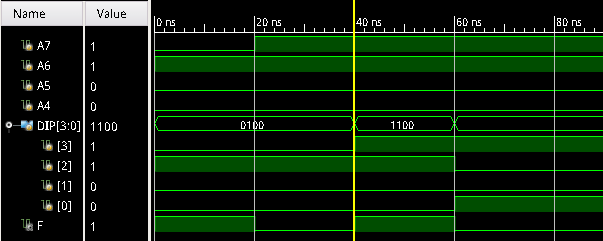 Name Value 0 ns 20 ns 40 ns 60 ns 80 ns
A7 1
A6 1
A5 0
A4 0
DIP[3:0] 1100 0100 1100
[3] 1
[2] 1
[1] 0
[0] 0
F 1